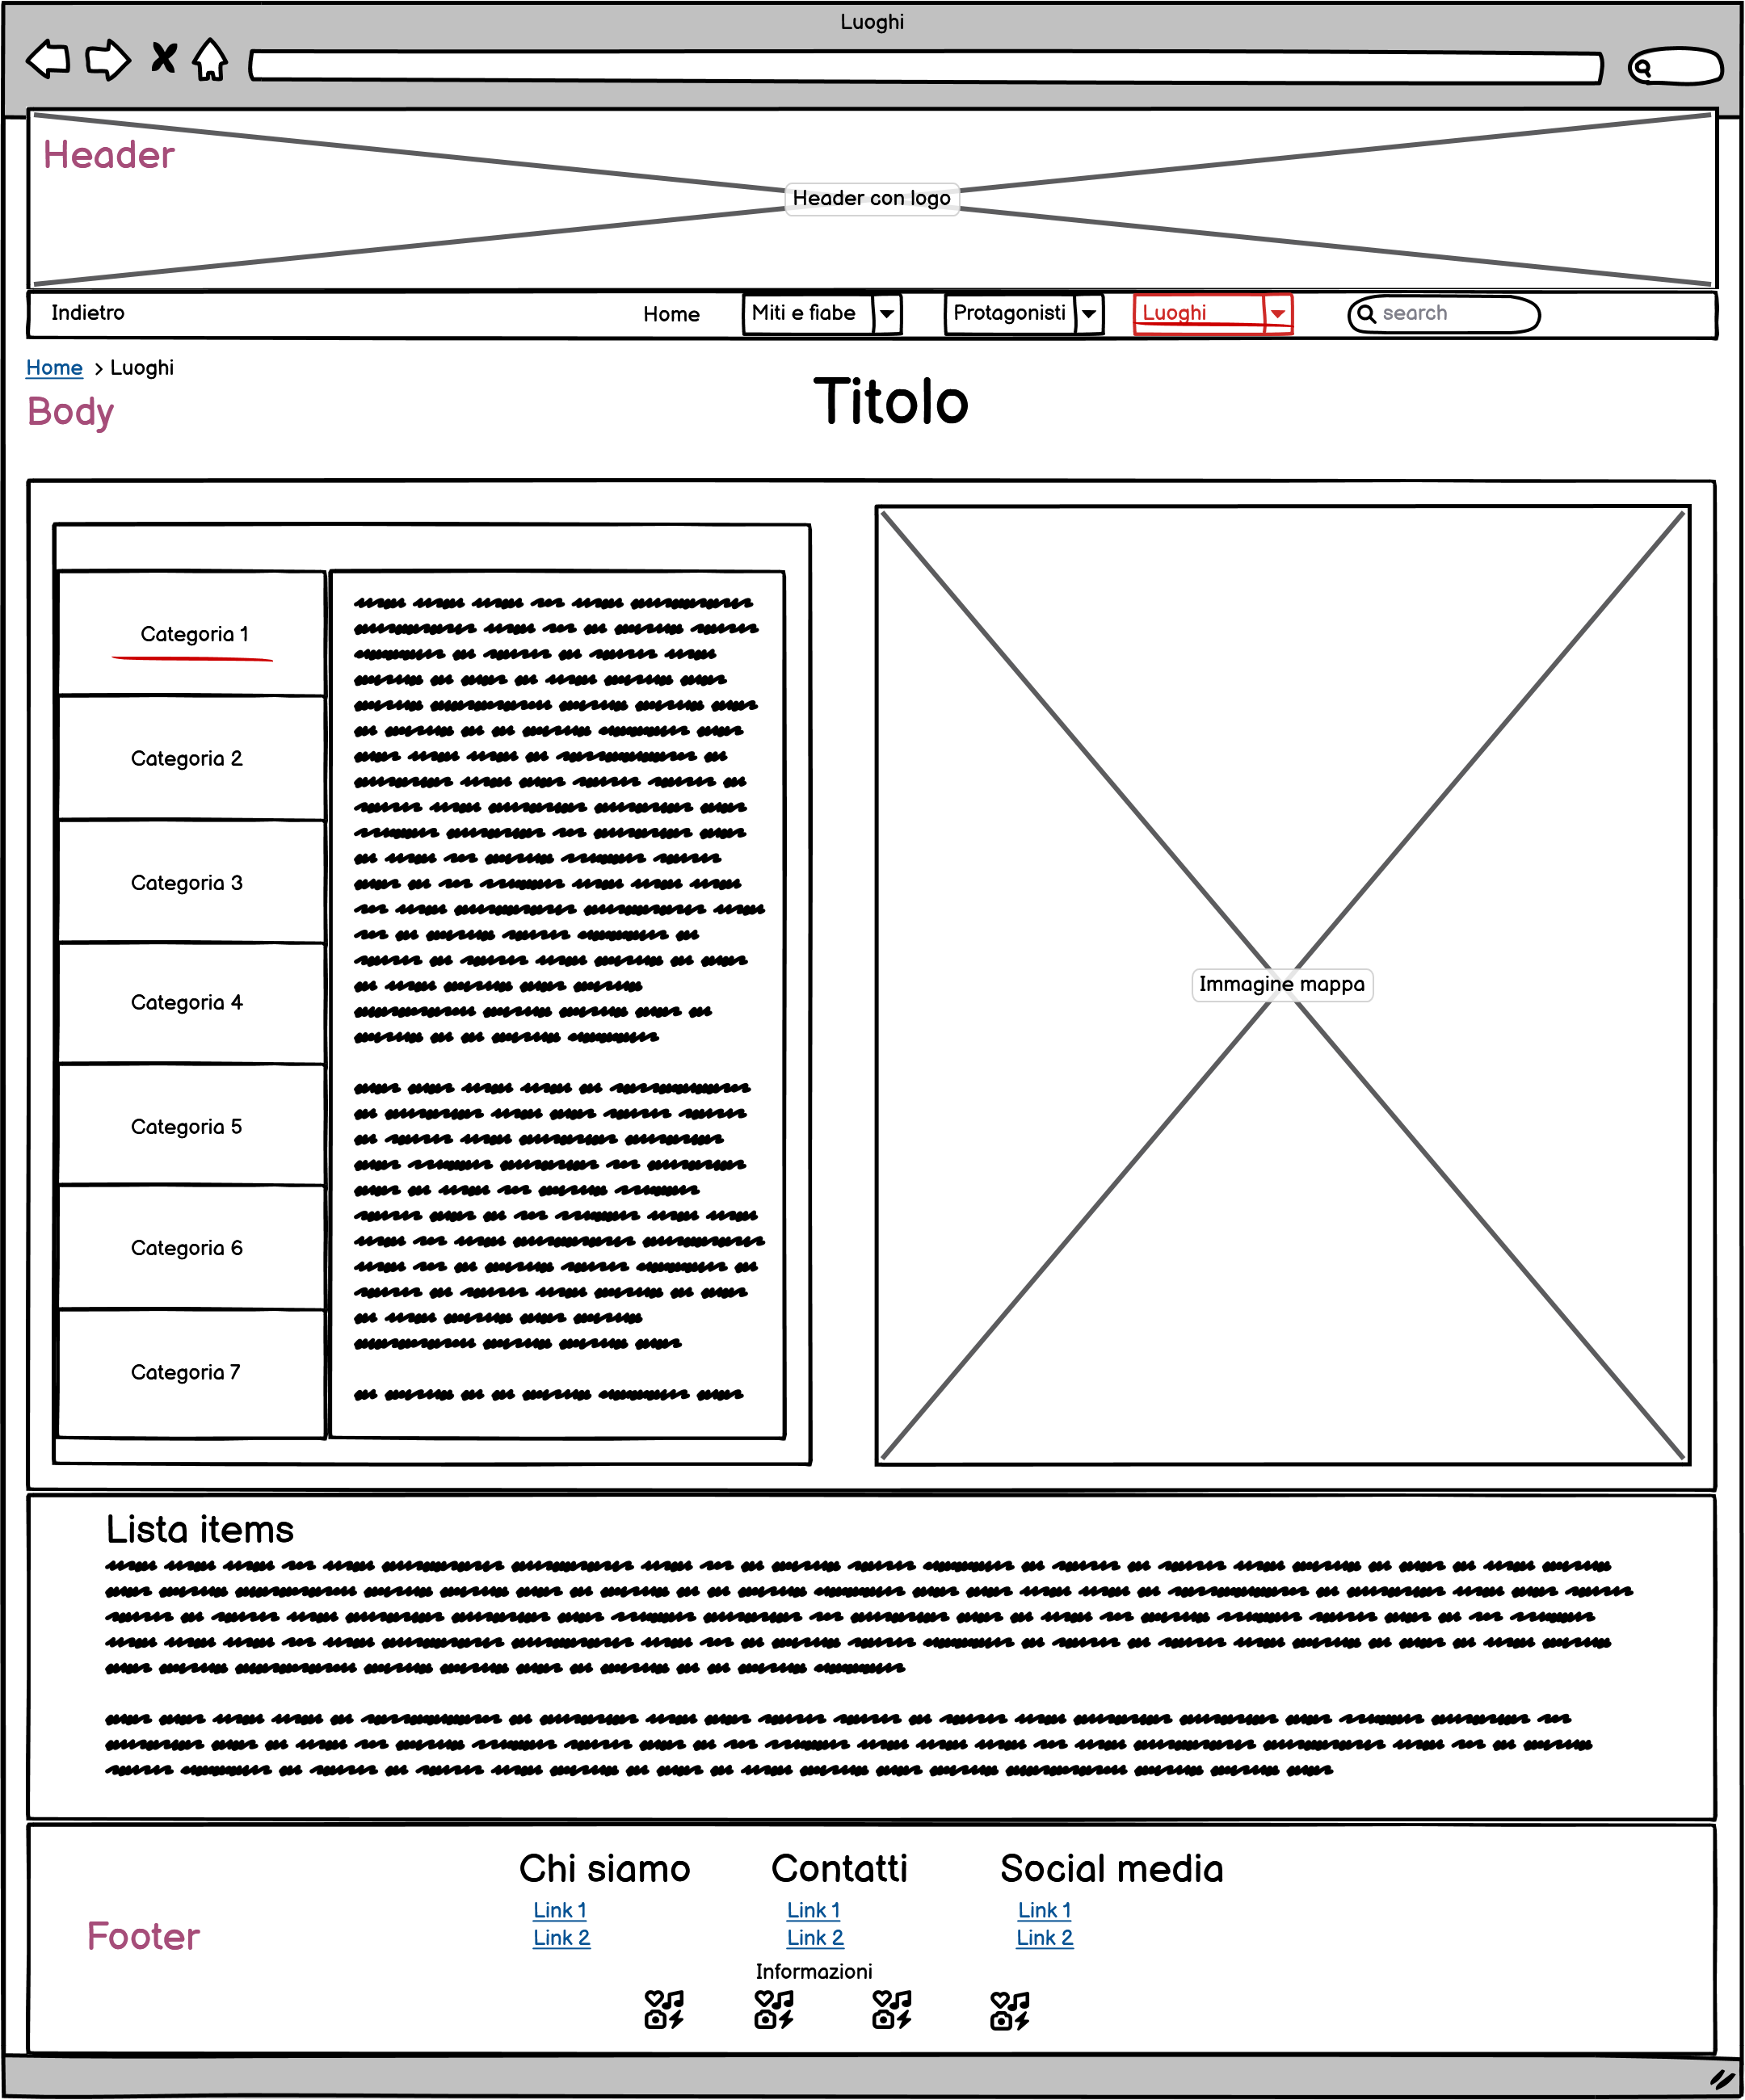 Luoghi
Header
Header con logo
Indietro
Home
Miti e fiabe
Protagonisti
Luoghi
search
Home > Luoghi
Body
Titolo
Categoria 1
Categoria 2
Categoria 3
Categoria 4
Categoria 5
Categoria 6
Categoria 7
Immagine mappa
Lista items
Footer
Chi siamo
Link 1
Link 2
Contatti
Link 1
Link 2
Social media
Link 1
Link 2
Informazioni